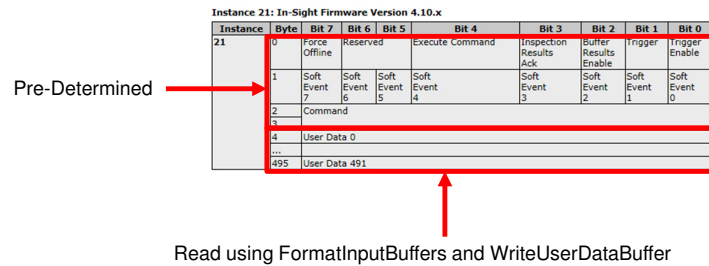 Instance 21: In-Sight Firmware Version 4.10.x
Instance Byte Bit 7 Bit 6 Bit 5 Bit 4 Bit 3 Bit 2 Bit 1 Bit 0
21 0 Force Offline Reserved Execute Command Inspection Results Ack Buffer Results Enable Trigger Trigger Enable
1 Soft Event 7 Soft Event 6 Soft Event 5 Soft Event 4 Soft Event 3 Soft Event 2 Soft Event 1 Soft Event 0
Pre-Determined
2 Command
3
4 User Data 0
...
495 User Data 491
Read using FormatInputBuffers and WriteUserDataBuffer